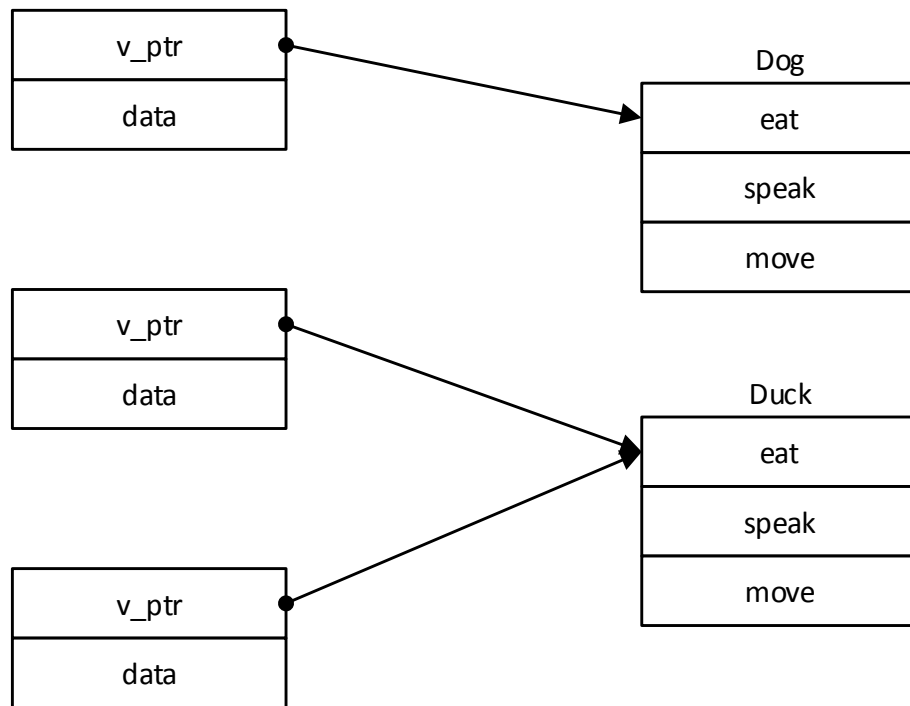 v_ptr
data
Dog
eat
speak
move
v_ptr
data
Duck
eat
speak
move
v_ptr
data